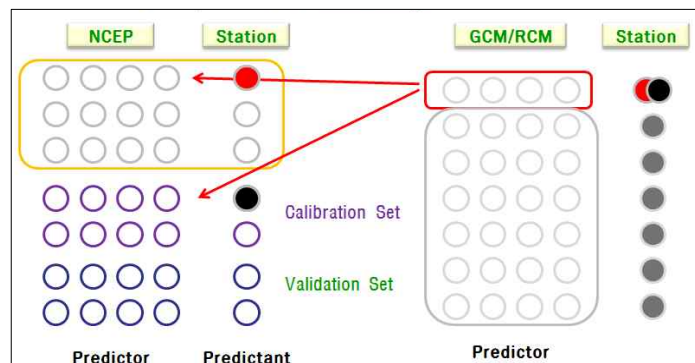 NCEP Station GCM/RCM Station
Calibration Set
Validation Set
Predictor Predictant Predictor